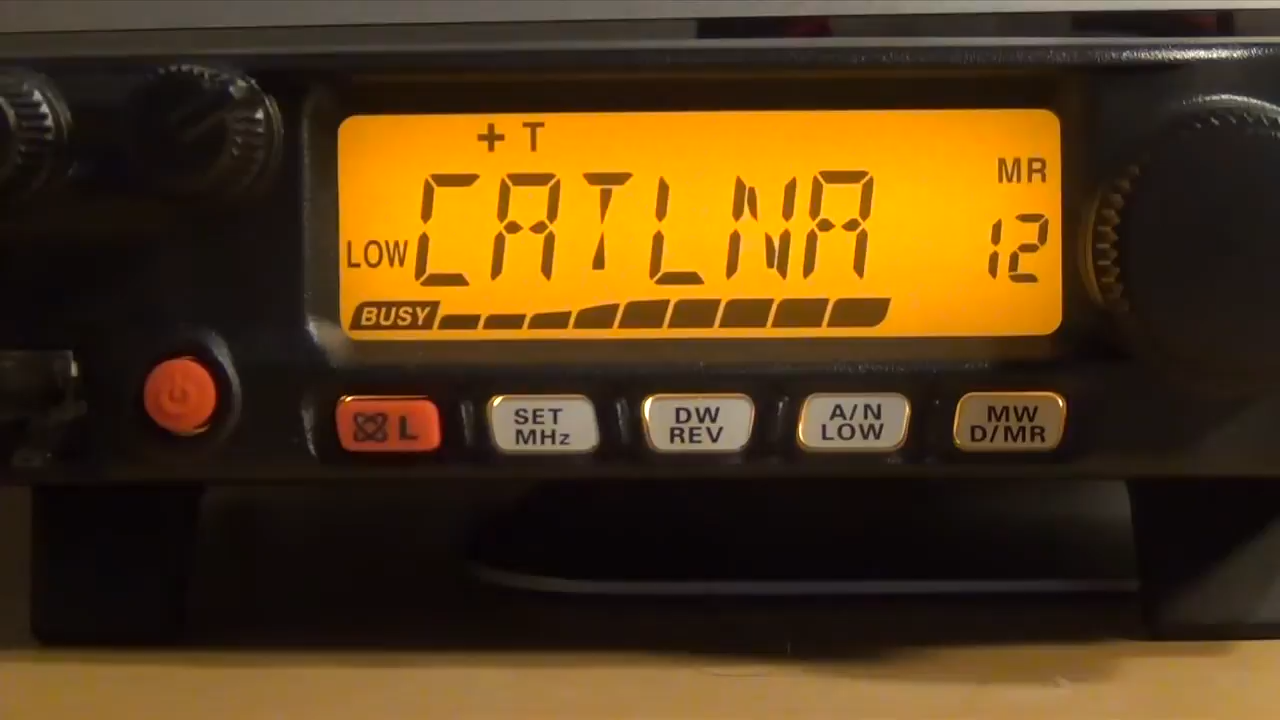 + T
MR
CATLNA
LOW
12
BUSY
L
SET
MHz
DW
REV
A/N
LOW
MW
D/MR